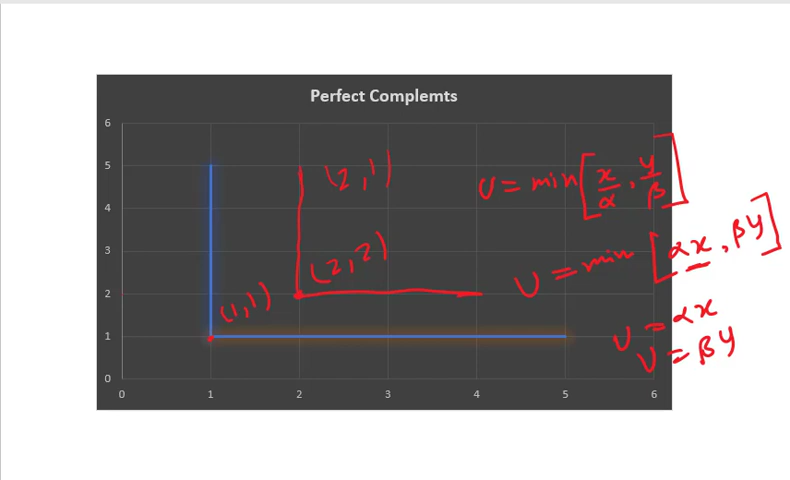 Perfect Complemts
6
5
4
3
2
1
0
0 1 2 3 4 5 6
(2,1)
(2,2)
(1,1)
U = min[x/α, y/β]
U = min[αx, βy]
U = αx
U = βy